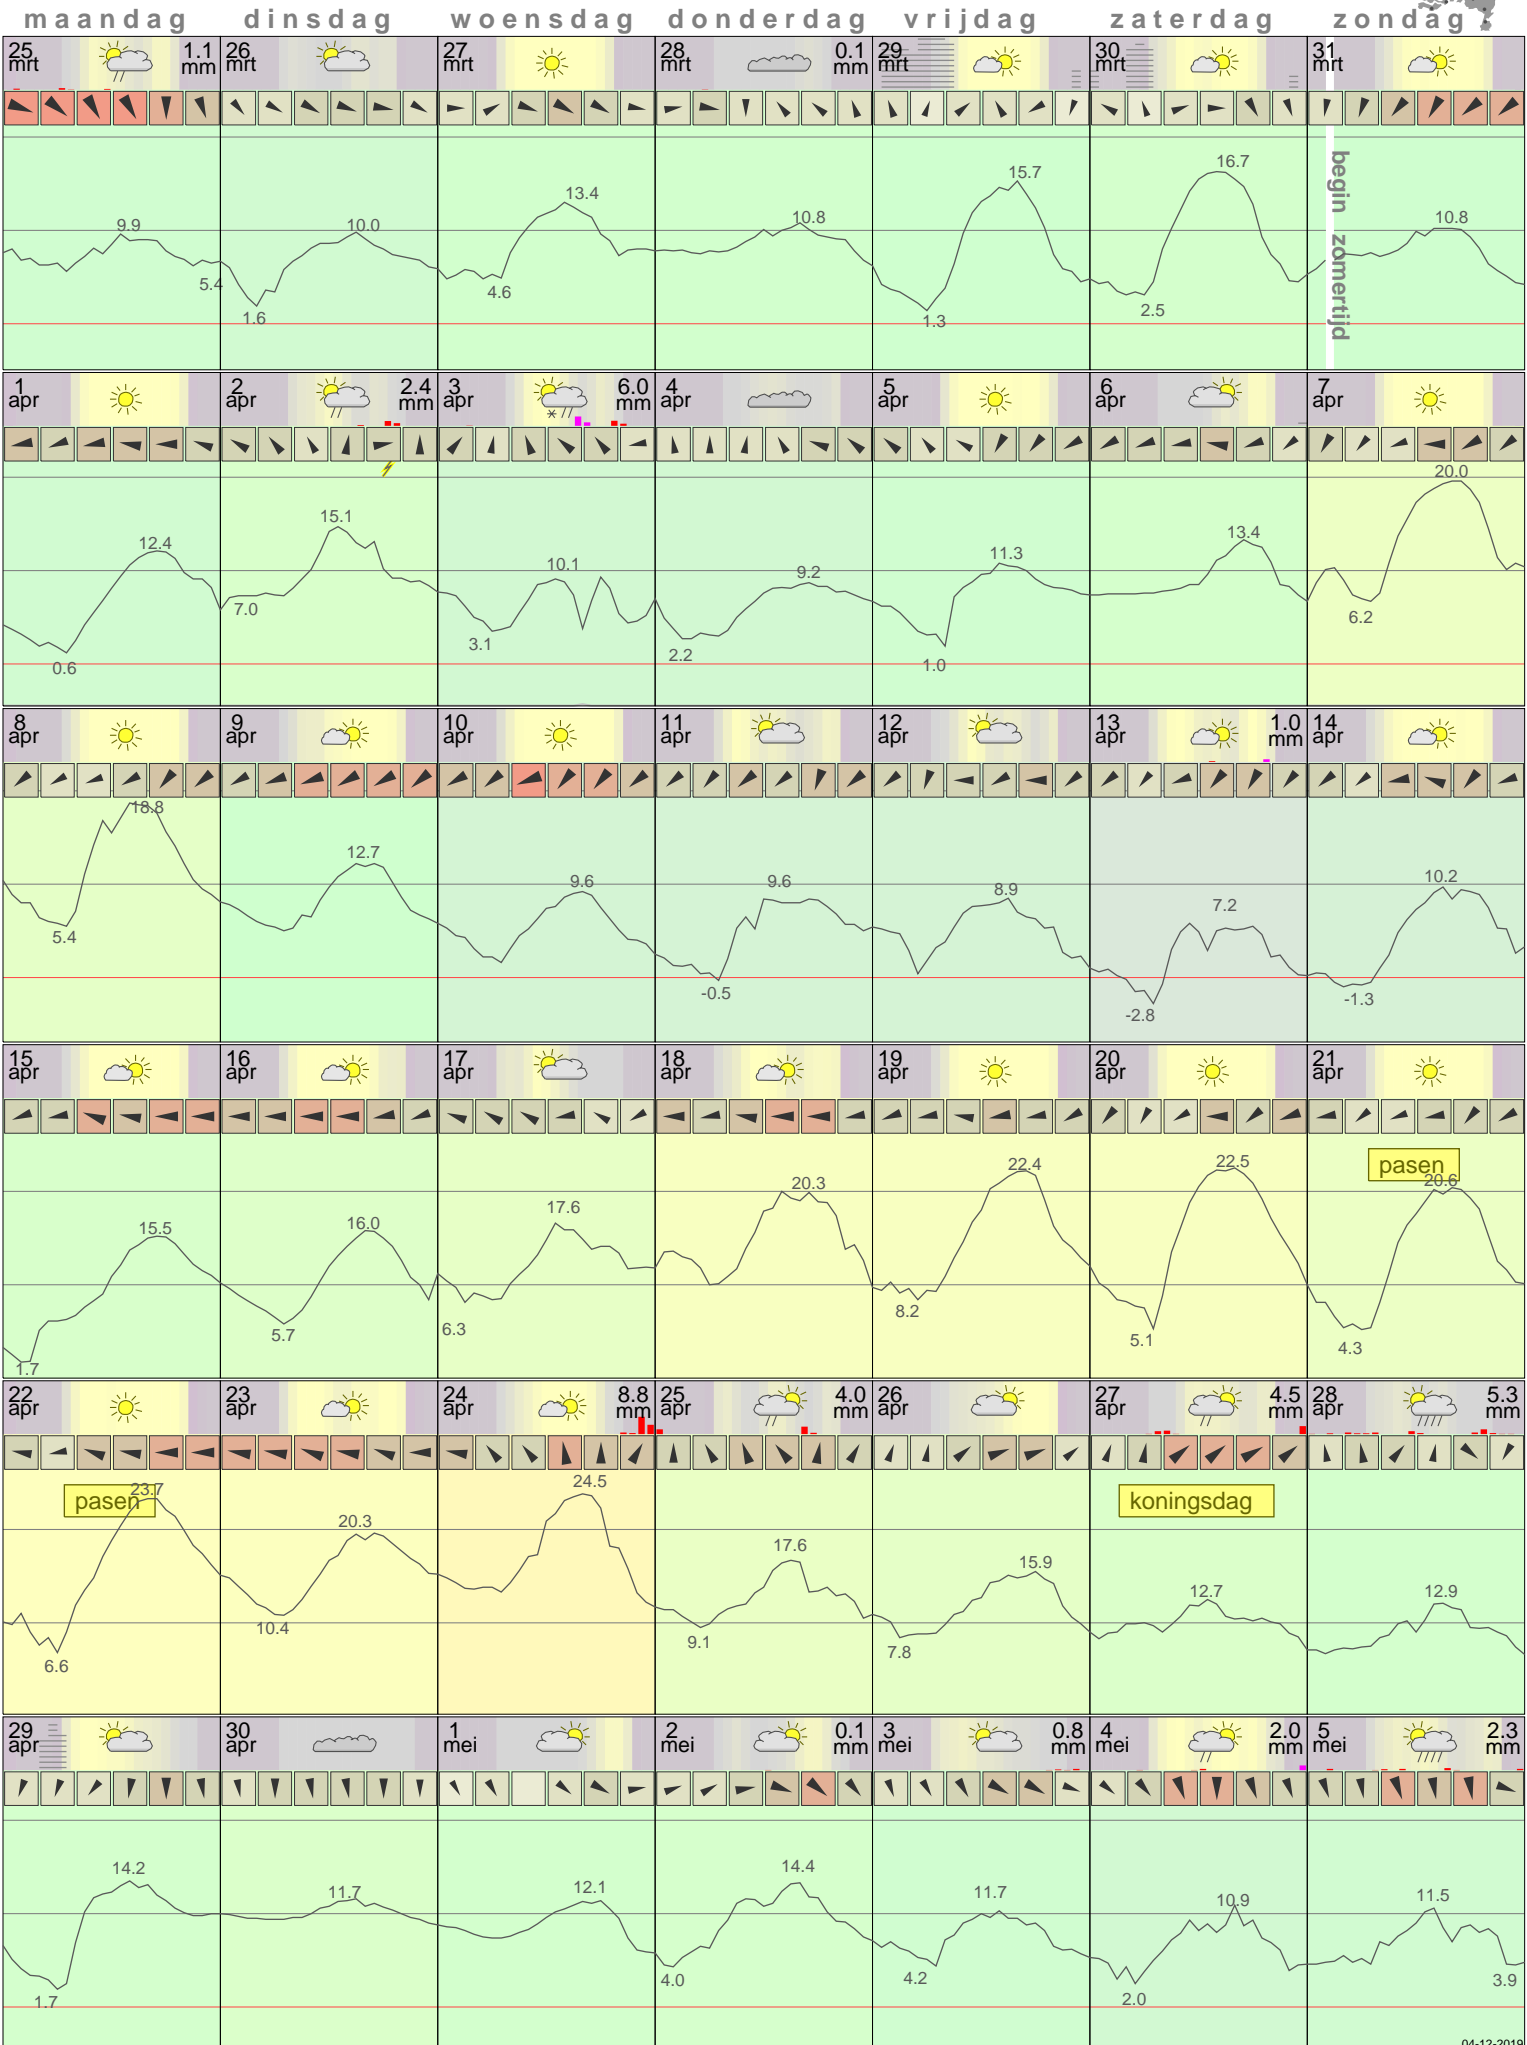 maandag dinsdag woensdag donderdag vrijdag zaterdag zondag
25 1.1 26 27 28 0.1 29 30 31
mrt mm mrt mrt mrt mm mrt mrt mrt
begin zomertijd
9.9 5.4 1.6 10.0 4.6 13.4 10.8 1.3 15.7 2.5 16.7 10.8
1 2 2.4 3 6.0 4 5 6 7
apr apr mm apr mm apr apr apr apr
0.6 12.4 7.0 15.1 3.1 10.1 2.2 9.2 1.0 11.3 13.4 6.2 20.0
8 9 10 11 12 13 1.0 14
apr apr apr apr apr apr mm apr
5.4 18.8 12.7 9.6 -0.5 9.6 8.9 -2.8 7.2 -1.3 10.2
15 16 17 18 19 20 21
apr apr apr apr apr apr apr
pasen
1.7 15.5 5.7 16.0 6.3 17.6 20.3 8.2 22.4 5.1 22.5 4.3 20.6
22 23 24 8.8 25 4.0 26 27 4.5 28 5.3
apr apr apr mm apr mm apr apr mm apr mm
pasen koningsdag
6.6 23.7 10.4 20.3 24.5 9.1 17.6 7.8 15.9 12.7 12.9
29 30 1 2 0.1 3 0.8 4 2.0 5 2.3
apr apr mei mei mm mei mm mei mm mei mm
1.7 14.2 11.7 12.1 4.0 14.4 4.2 11.7 2.0 10.9 11.5 3.9
04-12-2019